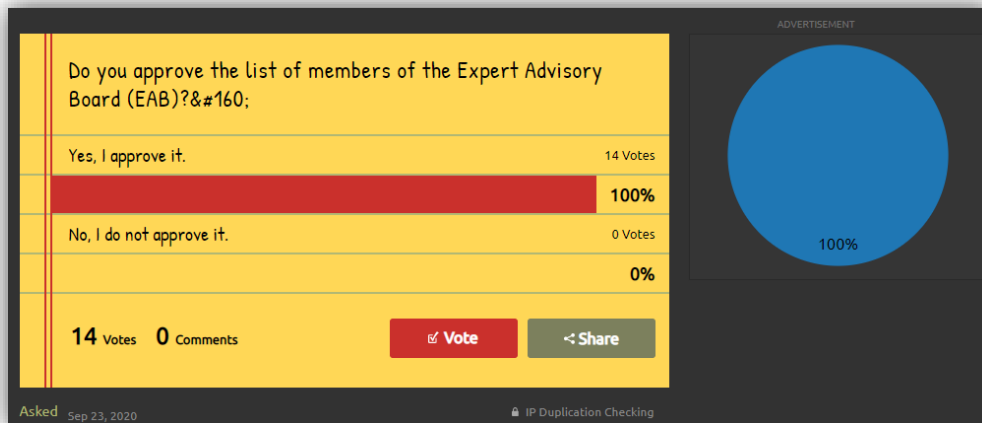 ADVERTISEMENT
Do you approve the list of members of the Expert Advisory
Board (EAB)?&#160;
Yes, I approve it.
14 Votes
100%
No, I do not approve it.
0 Votes
0%
14 Votes 0 Comments
Vote
Share
100%
Asked Sep 23, 2020
IP Duplication Checking